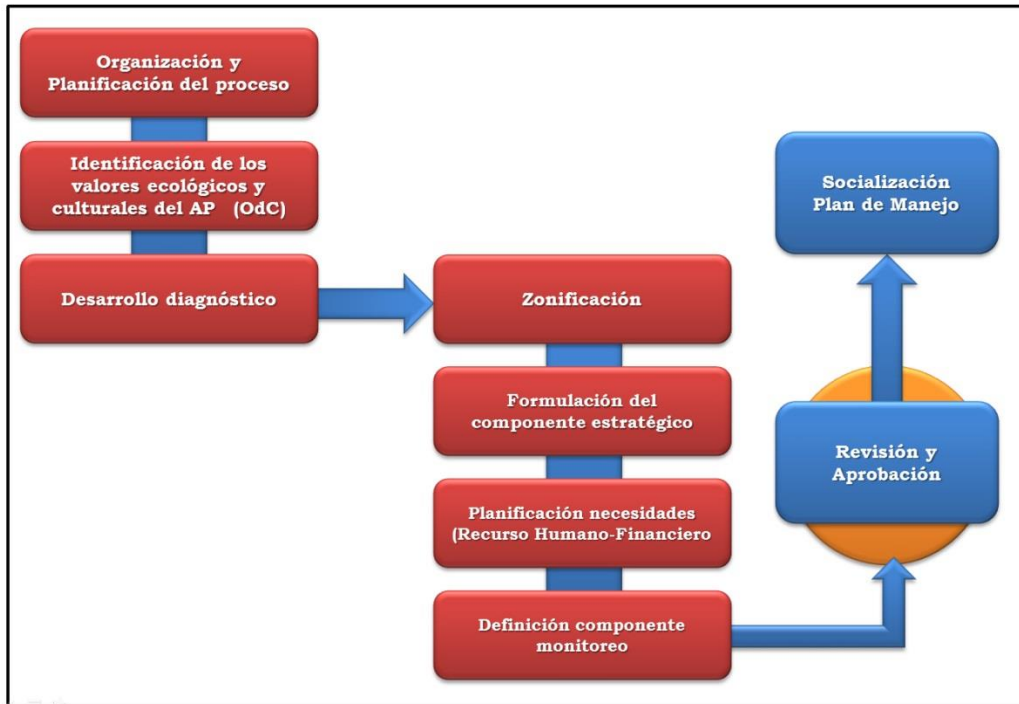 Organización y
Planificación del proceso
Identificación de los
valores ecológicos y
culturales del AP (OdC)
Desarrollo diagnóstico
Zonificación
Formulación del
componente estratégico
Planificación necesidades
(Recurso Humano-Financiero
Definición componente
monitoreo
Revisión y
Aprobación
Socialización
Plan de Manejo